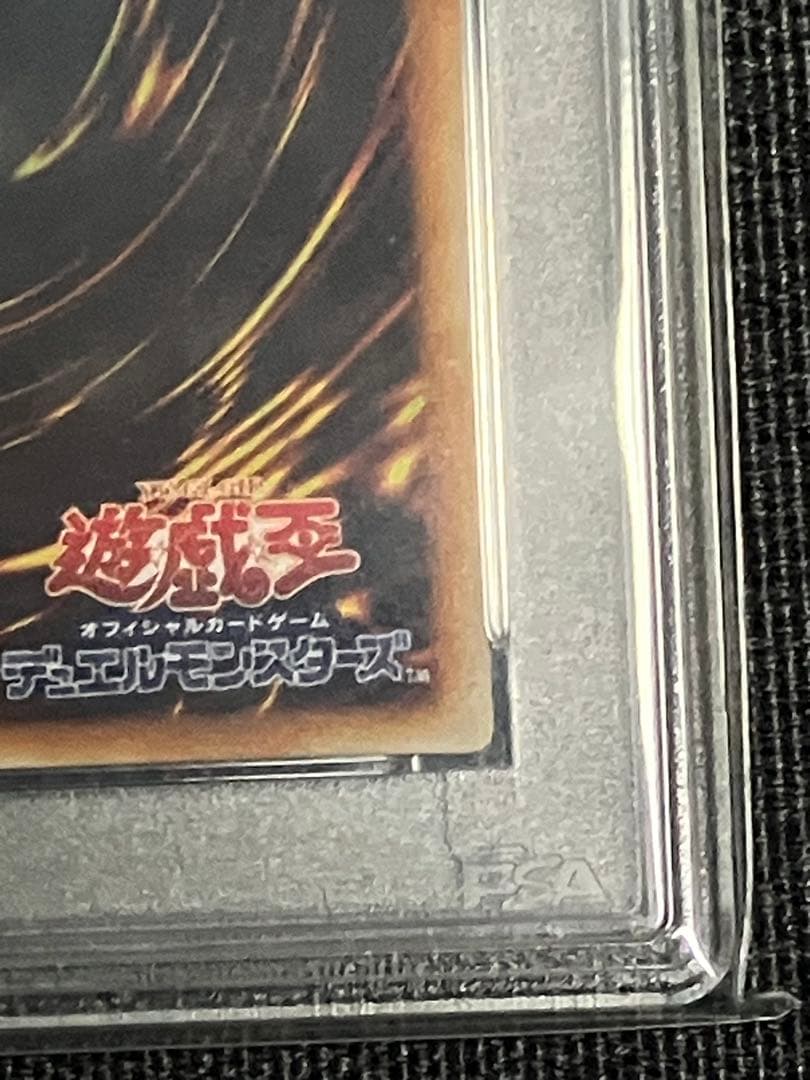 遊戯王
オフィシャルカードゲーム
デュエルモンスターズ
PSA